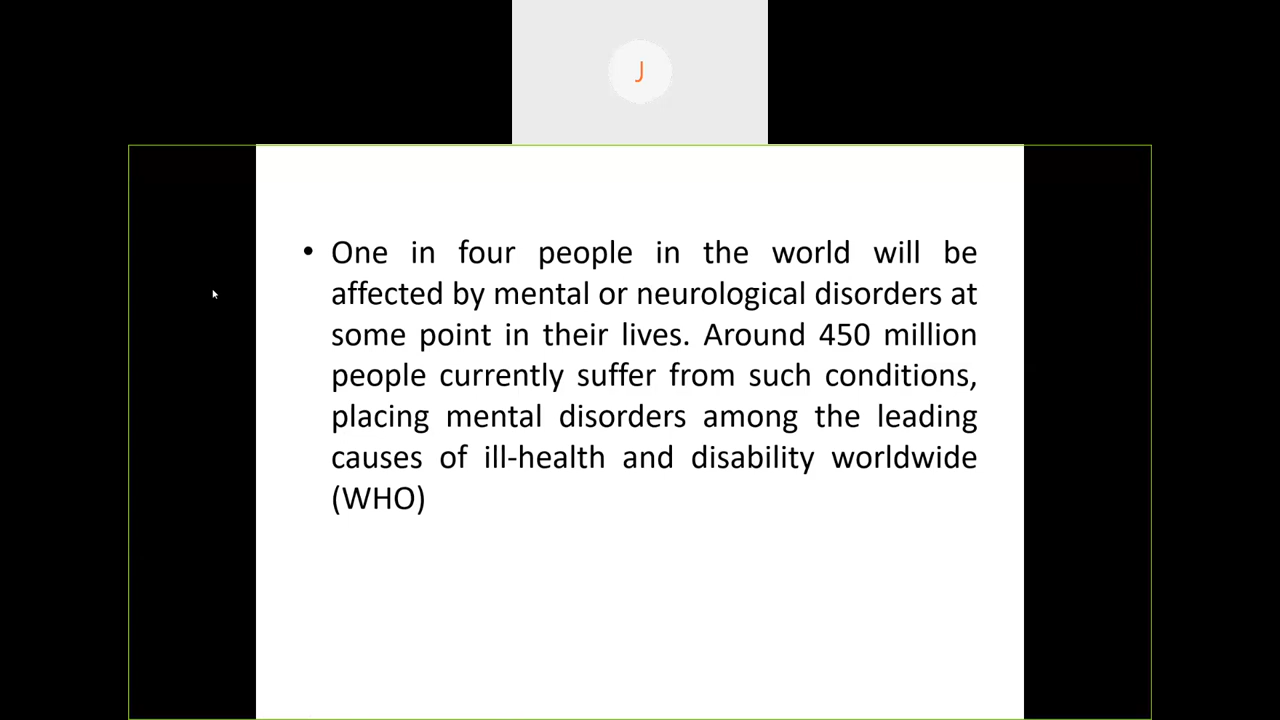 J
• One in four people in the world will be
affected by mental or neurological disorders at
some point in their lives. Around 450 million
people currently suffer from such conditions,
placing mental disorders among the leading
causes of ill-health and disability worldwide
(WHO)